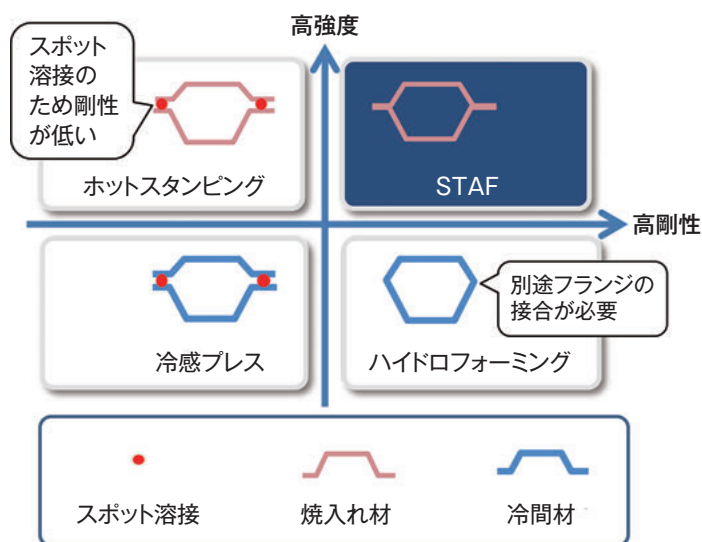 高強度
スポット
溶接の
ため剛性
が低い
ホットスタンピング
STAF
高剛性
別途フランジの
接合が必要
冷感プレス
ハイドロフォーミング
スポット溶接
焼入れ材
冷間材